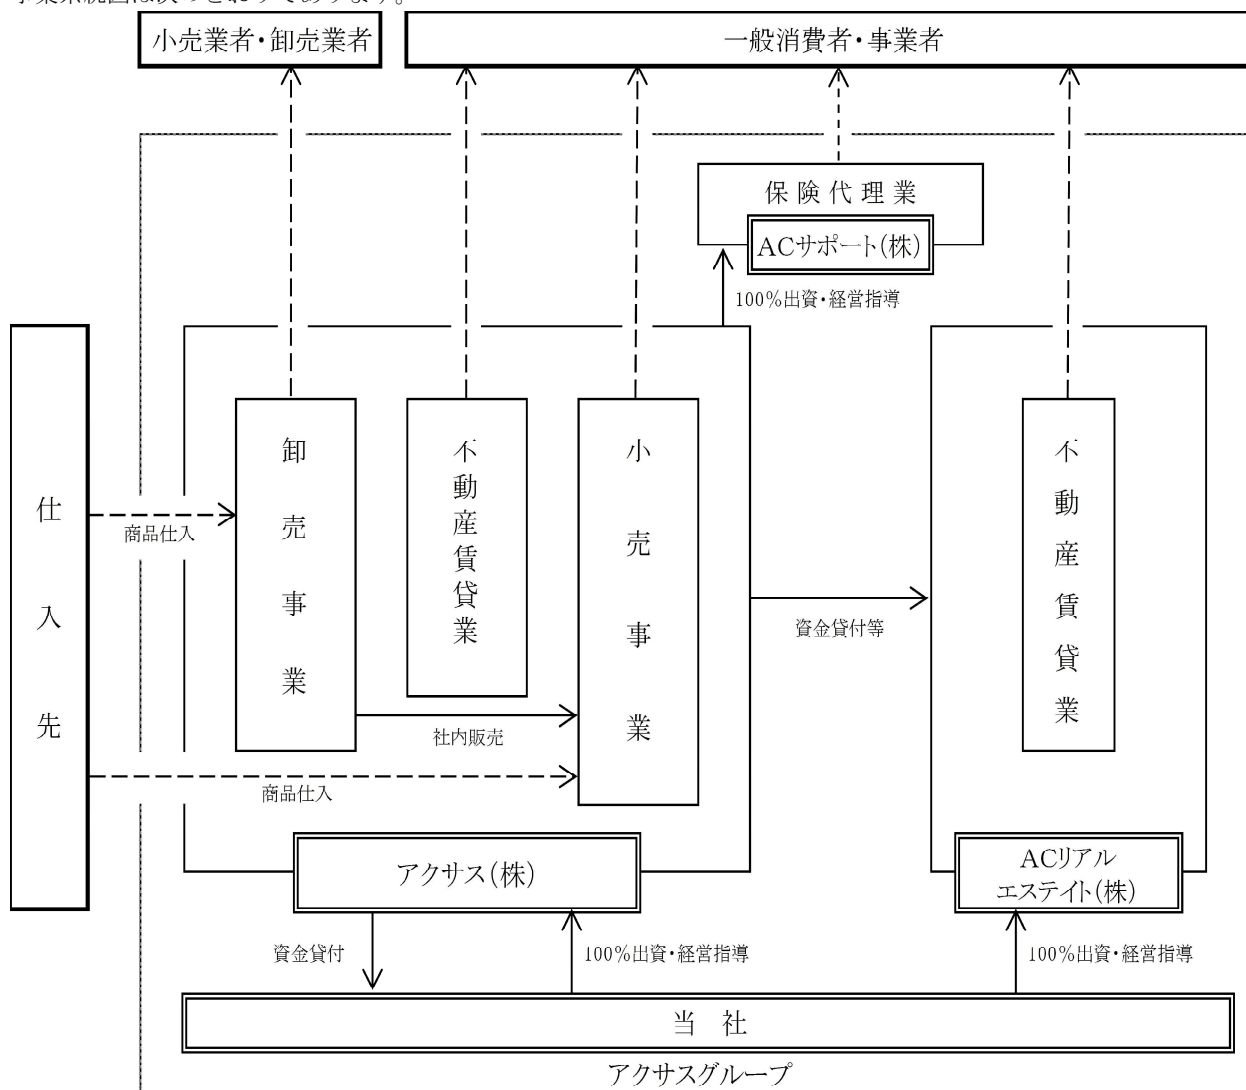 事業系統図は次のとおりであります。
小売業者・卸売業者
一般消費者・事業者
保険代理業
ACサポート(株)
100％出資・経営指導
仕入先
商品仕入
卸売事業
不動産賃貸業
小売事業
社内販売
商品仕入
資金貸付等
不動産賃貸業
アクサス(株)
ACリアル
エステイト(株)
資金貸付
100％出資・経営指導
100％出資・経営指導
当　社
アクサスグループ